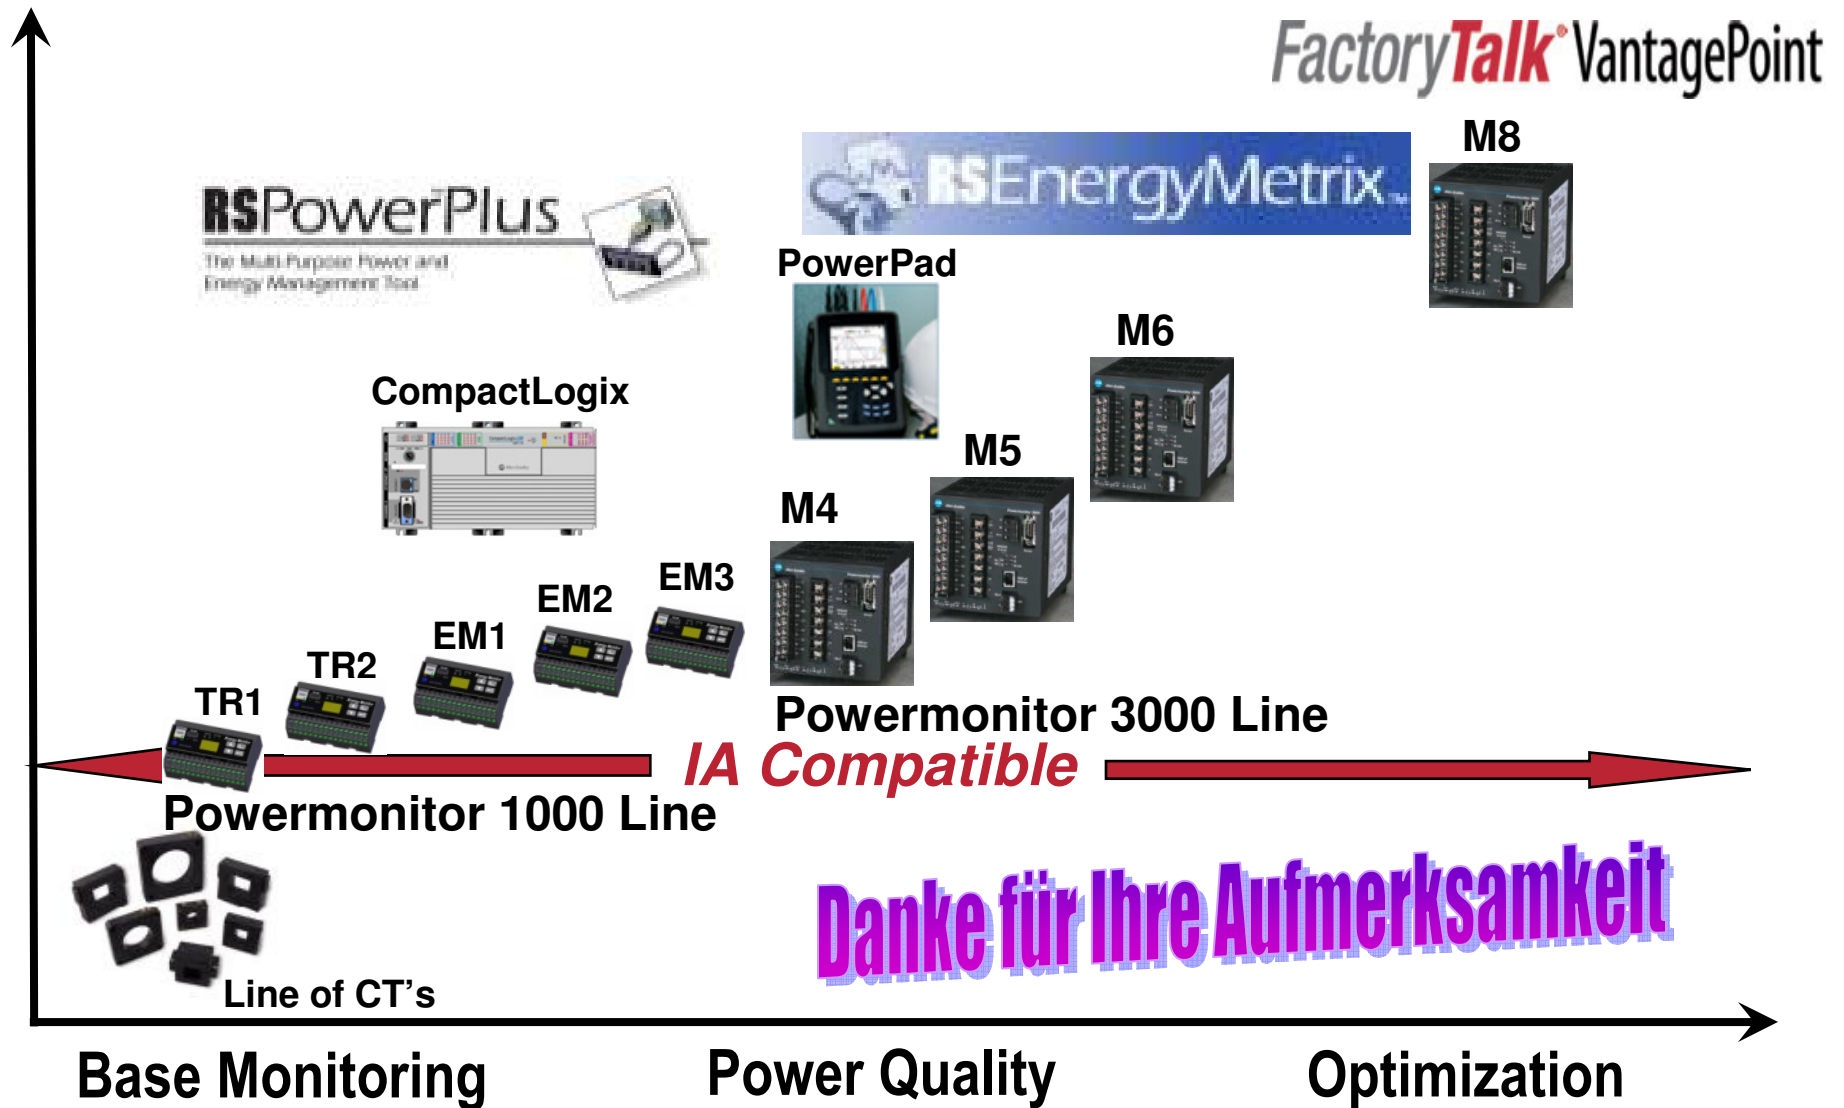 FactoryTalk® VantagePoint
M8
RSEnergyMetrix™
RSPowerPlus
The Multi-Purpose Power and
Energy Management Tool
PowerPad
M6
CompactLogix
M5
M4
EM3
EM2
EM1
TR2
TR1
Powermonitor 3000 Line
IA Compatible
Powermonitor 1000 Line
Danke für Ihre Aufmerksamkeit
Line of CT's
Base Monitoring
Power Quality
Optimization